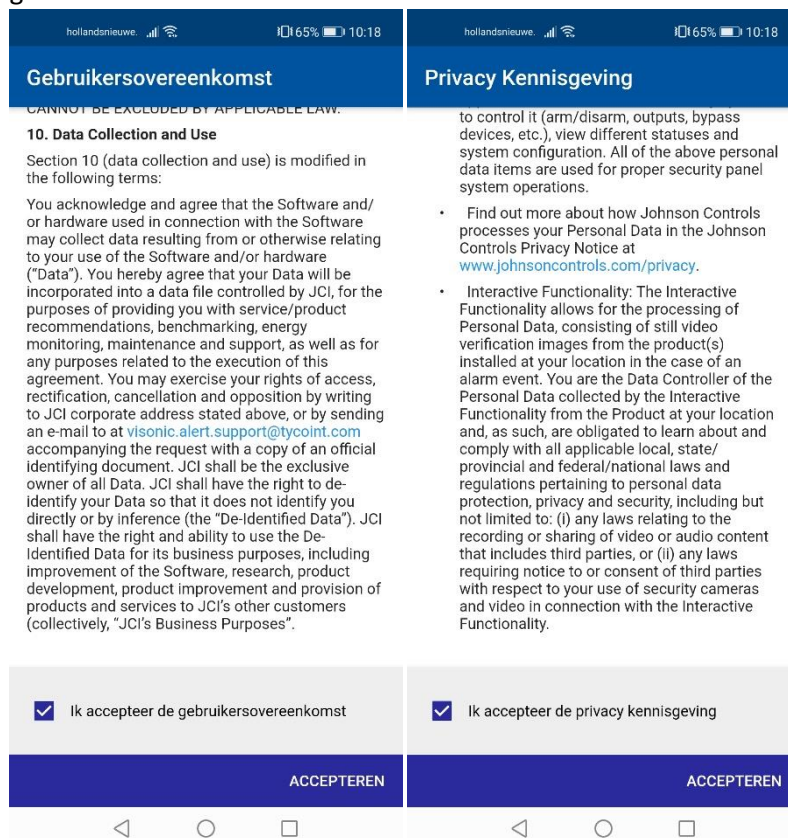 hollandsnieuwe. 65% 10:18
Gebruikersovereenkomst
CANNOT BE EXCLUDED BY APPLICABLE LAW.
10. Data Collection and Use
Section 10 (data collection and use) is modified in
the following terms:
You acknowledge and agree that the Software and/
or hardware used in connection with the Software
may collect data resulting from or otherwise relating
to your use of the Software and/or hardware
(“Data”). You hereby agree that your Data will be
incorporated into a data file controlled by JCI, for the
purposes of providing you with service/product
recommendations, benchmarking, energy
monitoring, maintenance and support, as well as for
any purposes related to the execution of this
agreement. You may exercise your rights of access,
rectification, cancellation and opposition by writing
to JCI corporate address stated above, or by sending
an e-mail to at visonic.alert.support@tycoint.com
accompanying the request with a copy of an official
identifying document. JCI shall be the exclusive
owner of all Data. JCI shall have the right to de-
identify your Data so that it does not identify you
directly or by inference (the “De-Identified Data”). JCI
shall have the right and ability to use the De-
Identified Data for its business purposes, including
improvement of the Software, research, product
development, product improvement and provision of
products and services to JCI’s other customers
(collectively, “JCI’s Business Purposes”.
Ik accepteer de gebruikersovereenkomst
ACCEPTEREN
hollandsnieuwe. 65% 10:18
Privacy Kennisgeving
to control it (arm/disarm, outputs, bypass
devices, etc.), view different statuses and
system configuration. All of the above personal
data items are used for proper security panel
system operations.
• Find out more about how Johnson Controls
processes your Personal Data in the Johnson
Controls Privacy Notice at
www.johnsoncontrols.com/privacy.
• Interactive Functionality: The Interactive
Functionality allows for the processing of
Personal Data, consisting of still video
verification images from the product(s)
installed at your location in the case of an
alarm event. You are the Data Controller of the
Personal Data collected by the Interactive
Functionality from the Product at your location
and, as such, are obligated to learn about and
comply with all applicable local, state/
provincial and federal/national laws and
regulations pertaining to personal data
protection, privacy and security, including but
not limited to: (i) any laws relating to the
recording or sharing of video or audio content
that includes third parties, or (ii) any laws
requiring notice to or consent of third parties
with respect to your use of security cameras
and video in connection with the Interactive
Functionality.
Ik accepteer de privacy kennisgeving
ACCEPTEREN